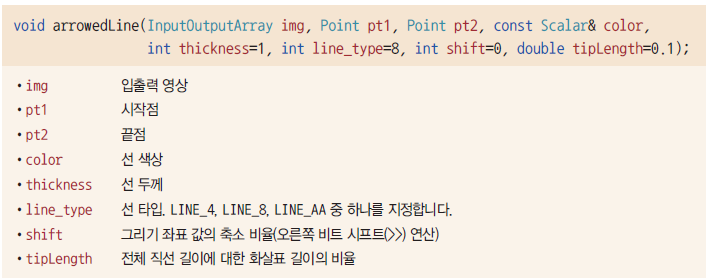 void arrowedLine(InputOutputArray img, Point pt1, Point pt2, const Scalar& color,
int thickness=1, int line_type=8, int shift=0, double tipLength=0.1);
• img 입출력 영상
• pt1 시작점
• pt2 끝점
• color 선 색상
• thickness 선 두께
• line_type 선 타입. LINE_4, LINE_8, LINE_AA 중 하나를 지정합니다.
• shift 그리기 좌표 값의 축소 비율(오른쪽 비트 시프트(>>) 연산)
• tipLength 전체 직선 길이에 대한 화살표 길이의 비율